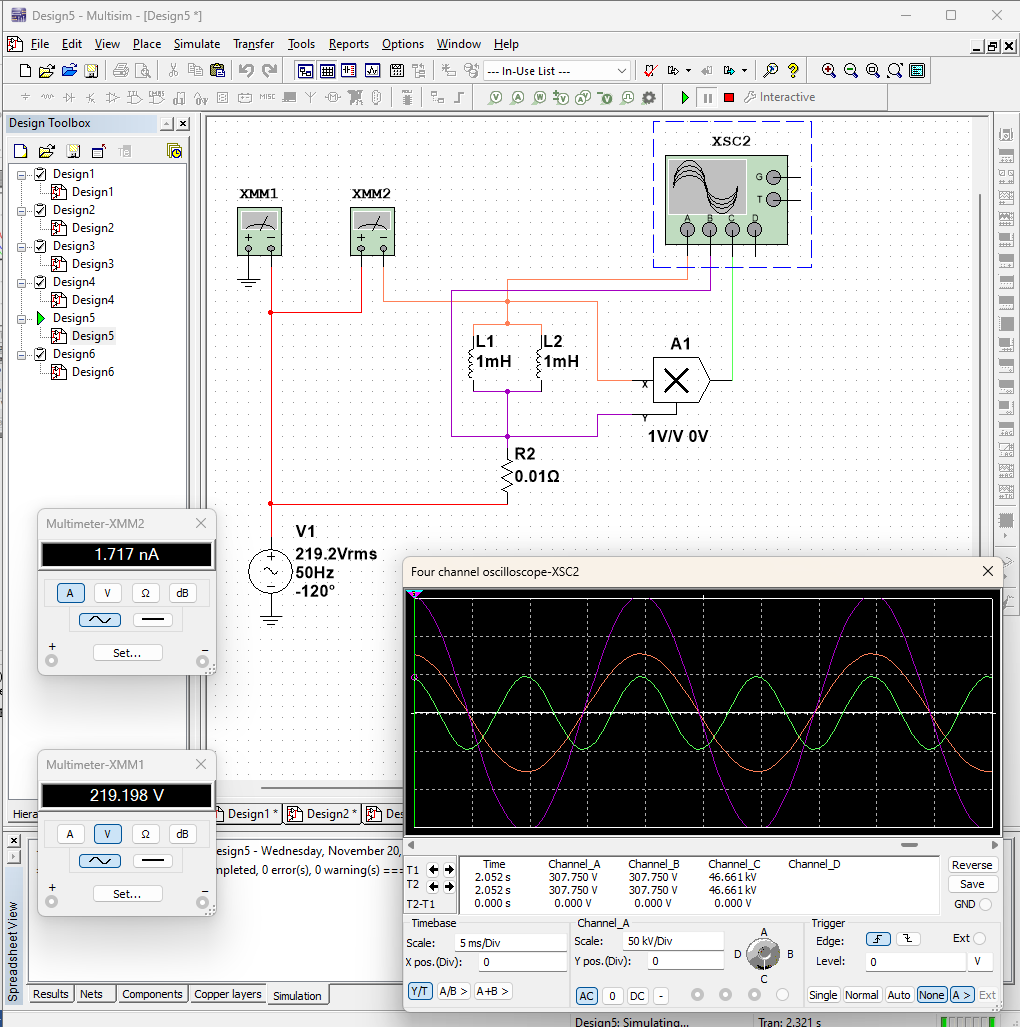 Design5 - Multisim - [Design5 *]
File Edit View Place Simulate Transfer Tools Reports Options Window Help
--- In-Use List ---
MISC
Interactive
Design Toolbox
Design1
Design1
Design2
Design2
Design3
Design3
Design4
Design4
Design5
Design5
Design6
Design6
XMM1
XMM2
XSC2
G
T
A B C D
L1
1mH
L2
1mH
A1
X
Y
1V/V 0V
R2
0.01Ω
V1
219.2Vrms
50Hz
-120°
Multimeter-XMM2
1.717 nA
A V Ω dB
+ Set... -
Multimeter-XMM1
219.198 V
A V Ω dB
+ Set... -
Hiera
Design1 * Design2 * Des
esign5 - Wednesday, November 20,
mpleted, 0 error(s), 0 warning(s) ===
Spreadsheet View
Results Nets Components Copper layers Simulation
Four channel oscilloscope-XSC2
Time Channel_A Channel_B Channel_C Channel_D
T1 2.052 s 307.750 V 307.750 V 46.661 kV
T2 2.052 s 307.750 V 307.750 V 46.661 kV
T2-T1 0.000 s 0.000 V 0.000 V 0.000 V
Reverse
Save
GND
Timebase
Scale: 5 ms/Div
X pos.(Div): 0
Y/T A/B > A+B >
Channel_A
Scale: 50 kV/Div
Y pos.(Div): 0
AC 0 DC -
A
D B
C
Trigger
Edge: Ext
Level: 0 V
Single Normal Auto None A > Ext
Design5: Simulating... Tran: 2.321 s